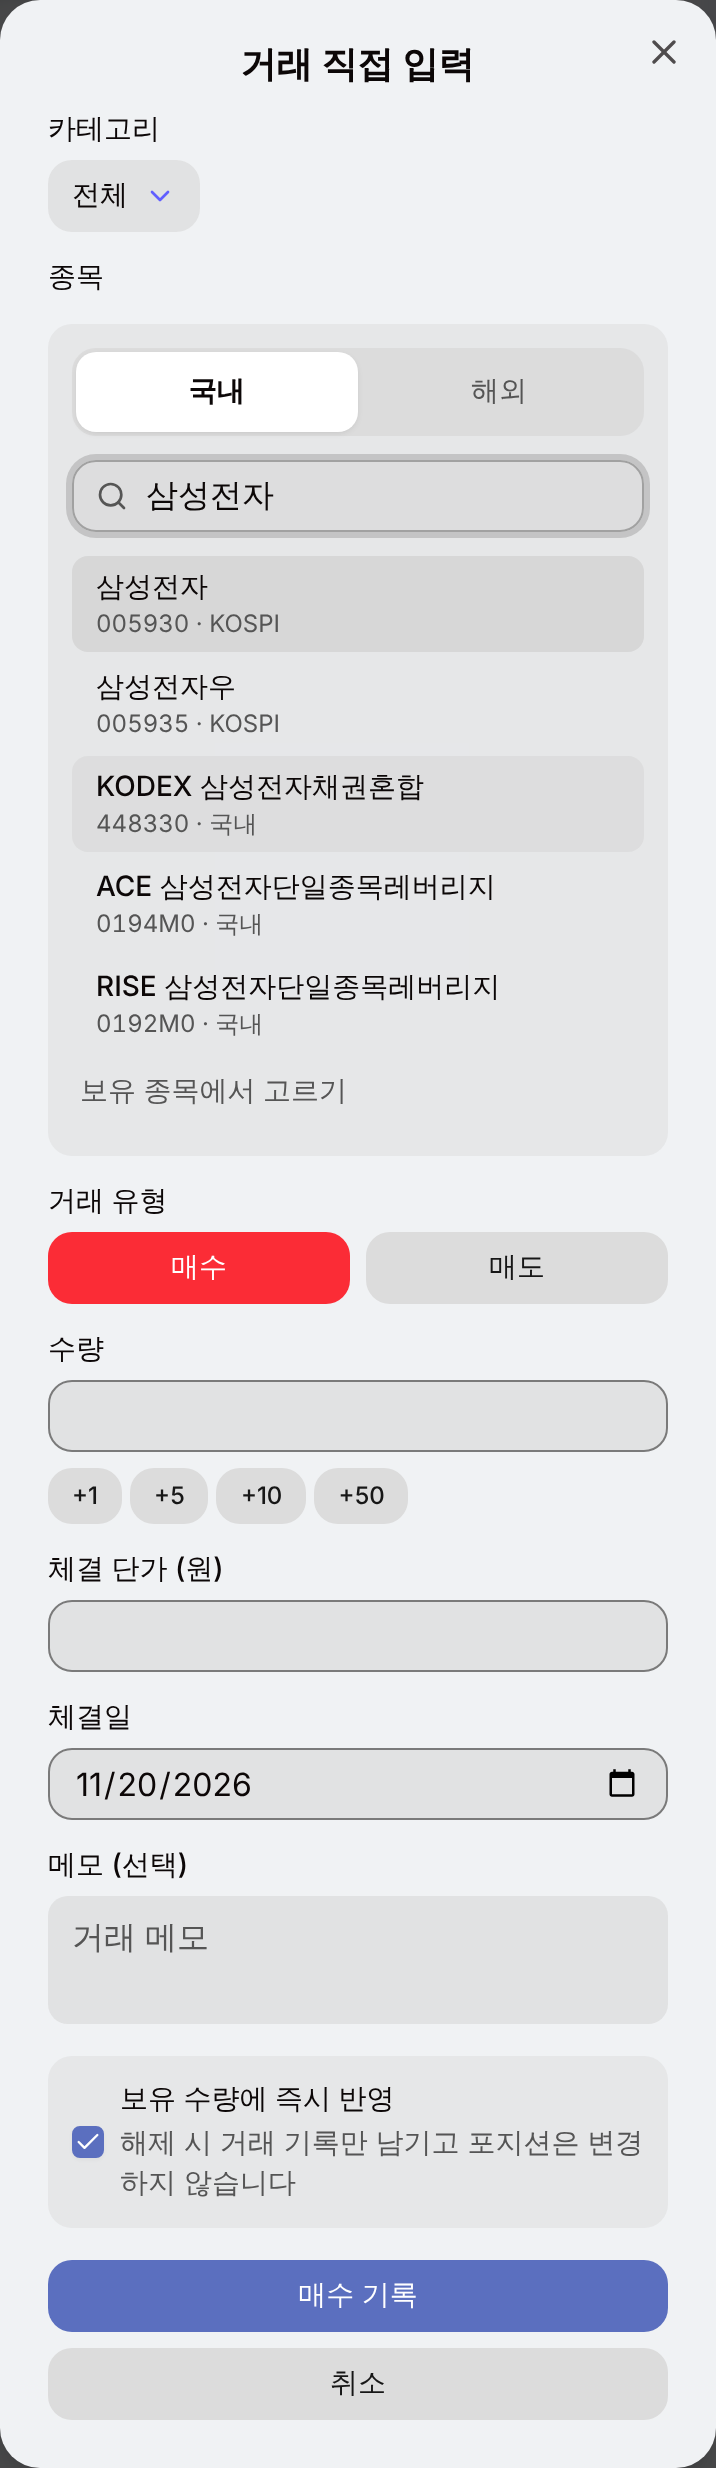 거래 직접 입력
카테고리
전체
종목
국내
해외
삼성전자
삼성전자
005930 · KOSPI
삼성전자우
005935 · KOSPI
KODEX 삼성전자채권혼합
448330 · 국내
ACE 삼성전자단일종목레버리지
0194M0 · 국내
RISE 삼성전자단일종목레버리지
0192M0 · 국내
보유 종목에서 고르기
거래 유형
매수
매도
수량
+1
+5
+10
+50
체결 단가 (원)
체결일
11/20/2026
메모 (선택)
거래 메모
보유 수량에 즉시 반영
해제 시 거래 기록만 남기고 포지션은 변경
하지 않습니다
매수 기록
취소